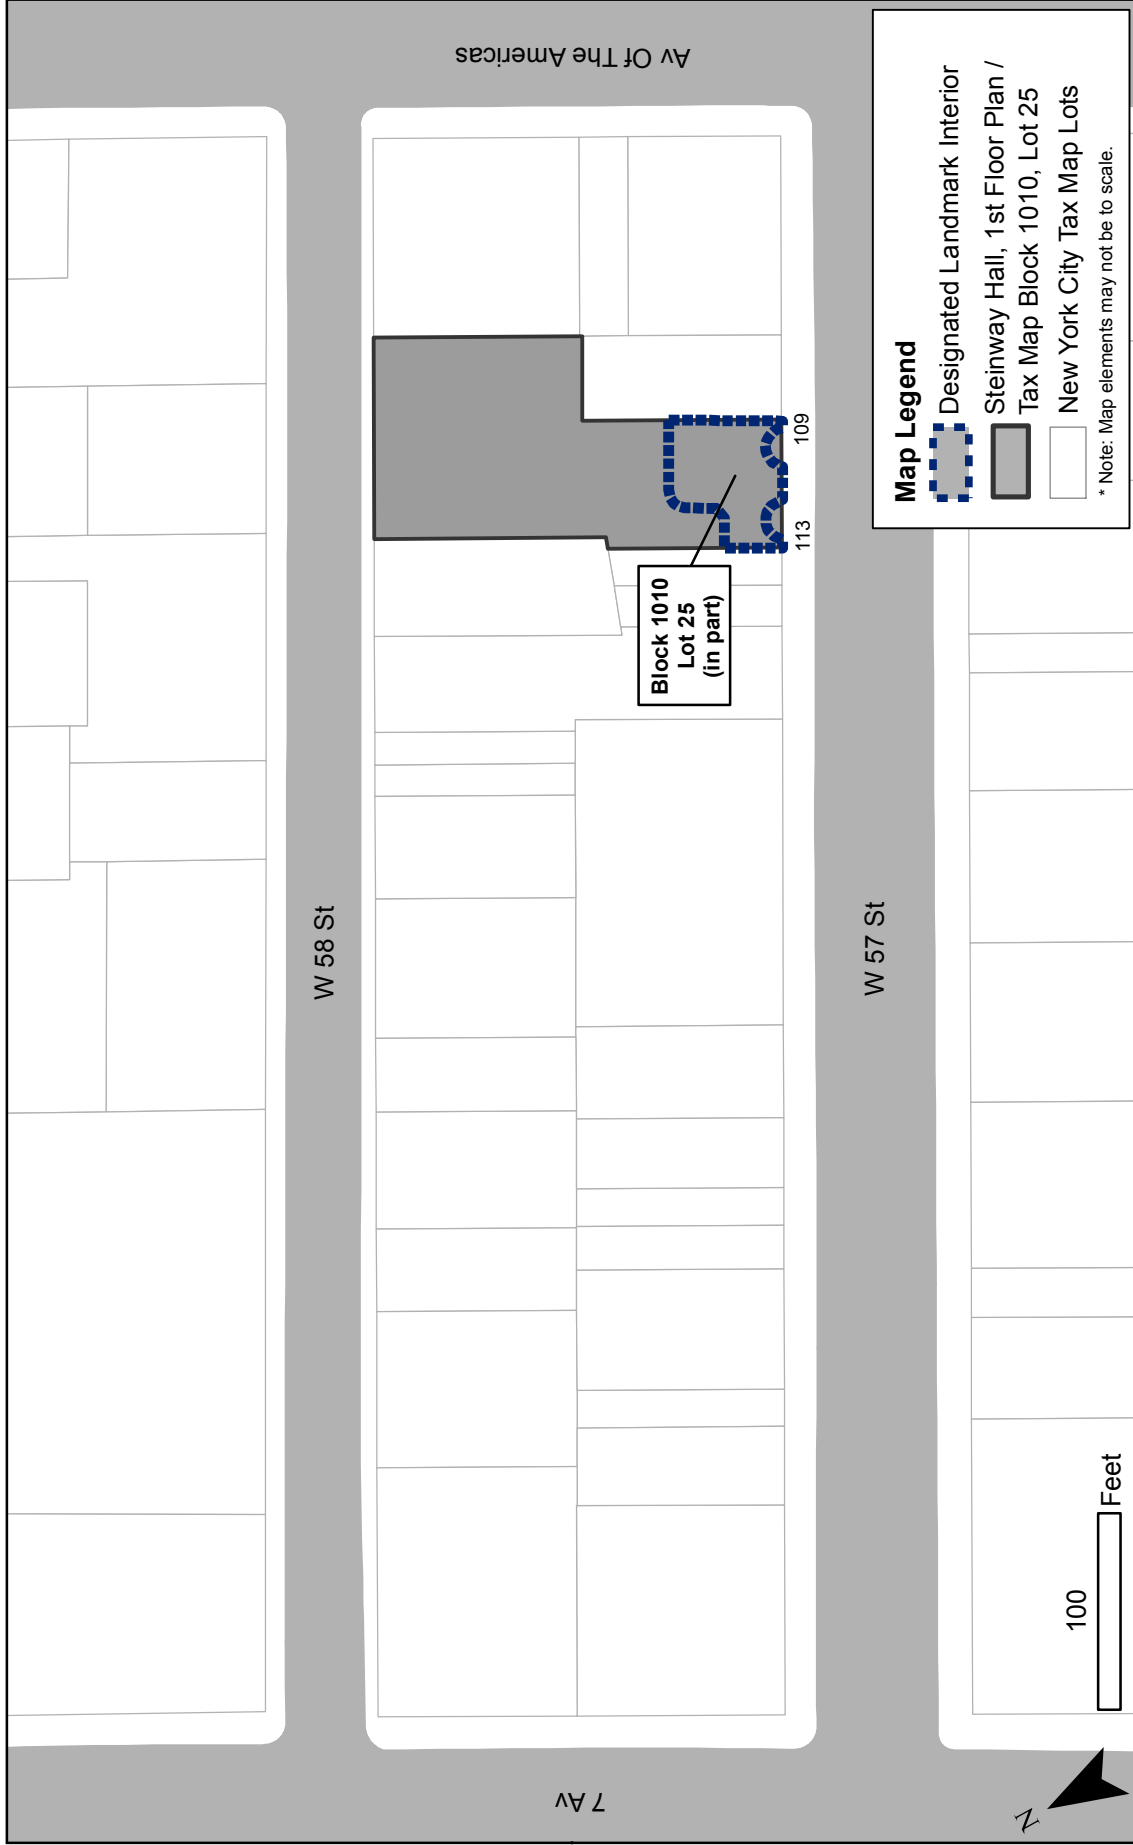 Av Of The Americas
W 58 St
Block 1010
Lot 25
(in part)
113
109
W 57 St
7 Av
N
100
Feet
Map Legend
Designated Landmark Interior
Steinway Hall, 1st Floor Plan /
Tax Map Block 1010, Lot 25
New York City Tax Map Lots
* Note: Map elements may not be to scale.